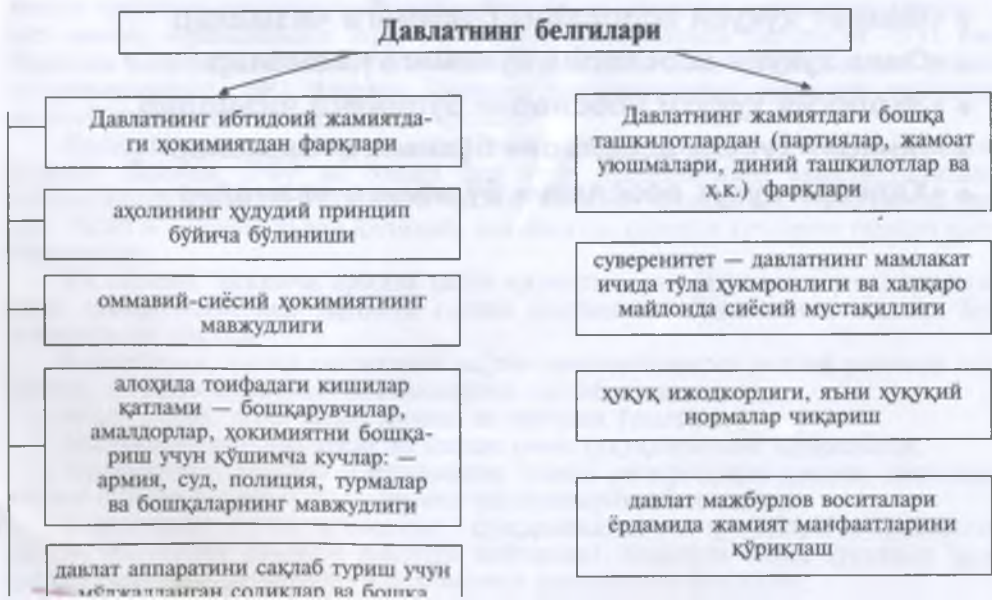 Давлатнинг белгилари
Давлатнинг ибтидоий жамиятда-
ги ҳокимиятдан фарқлари
аҳолининг ҳудудий принцип
бўйича бўлиниши
оммавий-сиёсий ҳокимиятнинг
мавжудлиги
алоҳида тоифадаги кишилар
қатлами — бошқарувчилар,
амалдорлар, ҳокимиятни бошқа-
риш учун қўшимча кучлар: —
армия, суд, полиция, турмалар
ва бошқаларнинг мавжудлиги
давлат аппаратини сақлаб туриш учун
мўлжалланган солиқлар ва бошқа
Давлатнинг жамиятдаги бошқа
ташкилотлардан (партиялар, жамоат
уюшмалари, диний ташкилотлар ва
ҳ.к.) фарқлари
суверенитет — давлатнинг мамлакат
ичида тўла ҳукмронлиги ва халқаро
майдонда сиёсий мустақиллиги
ҳуқуқ ижодкорлиги, яъни ҳуқуқий
нормалар чиқариш
давлат мажбурлов воситалари
ёрдамида жамият манфаатларини
қўриқлаш